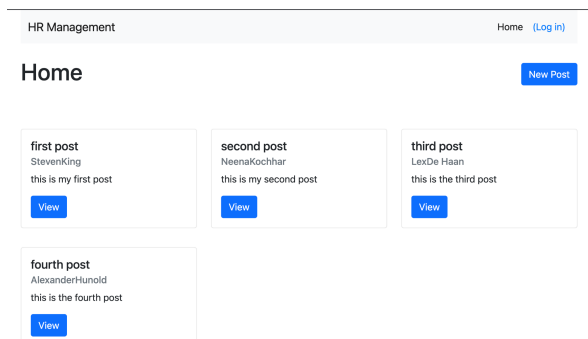 HR Management
Home (Log in)
Home
New Post
first post
StevenKing
this is my first post
View
second post
NeenaKochhar
this is my second post
View
third post
LexDe Haan
this is the third post
View
fourth post
AlexanderHunold
this is the fourth post
View